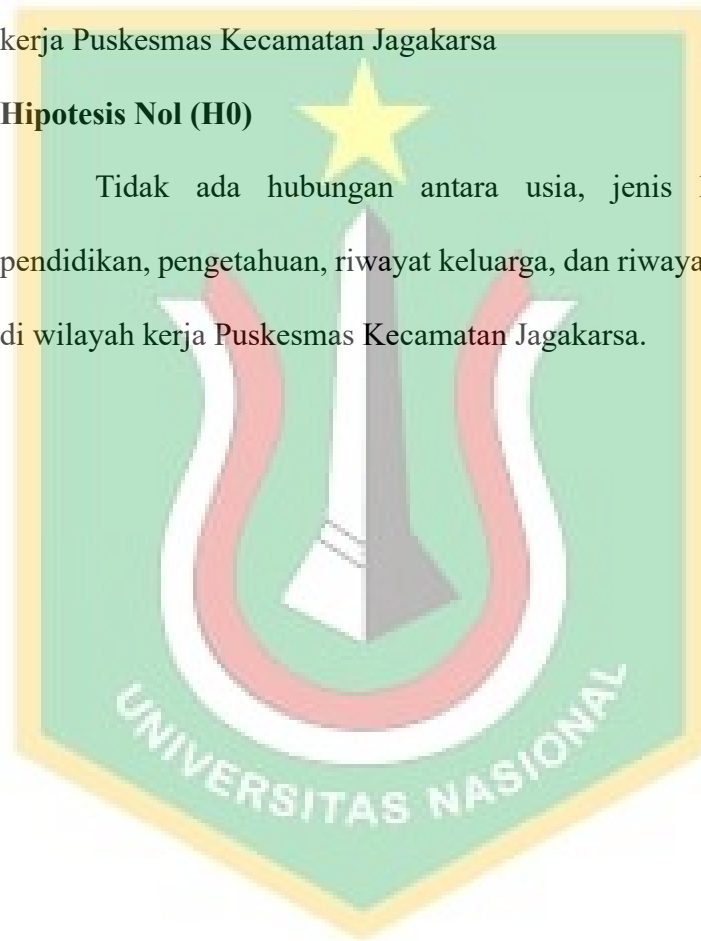 kerja Puskesmas Kecamatan Jagakarsa
Hipotesis Nol (H0)
Tidak ada hubungan antara usia, jenis
pendidikan, pengetahuan, riwayat keluarga, dan
di wilayah kerja Puskesmas Kecamatan Jagakarsa.
UNIVERSITAS NASIONAL